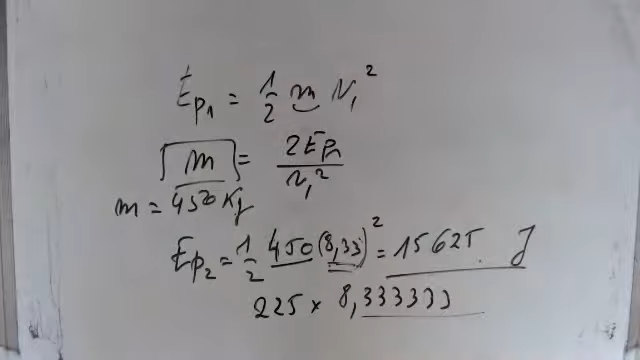 Ep₁ = 1/2 m v₁²
m = 2Ep₁/v₁²
m = 450 Kg
Ep₂ = 1/2 450 (8,33)² = 15625. J
225 × 8,333333